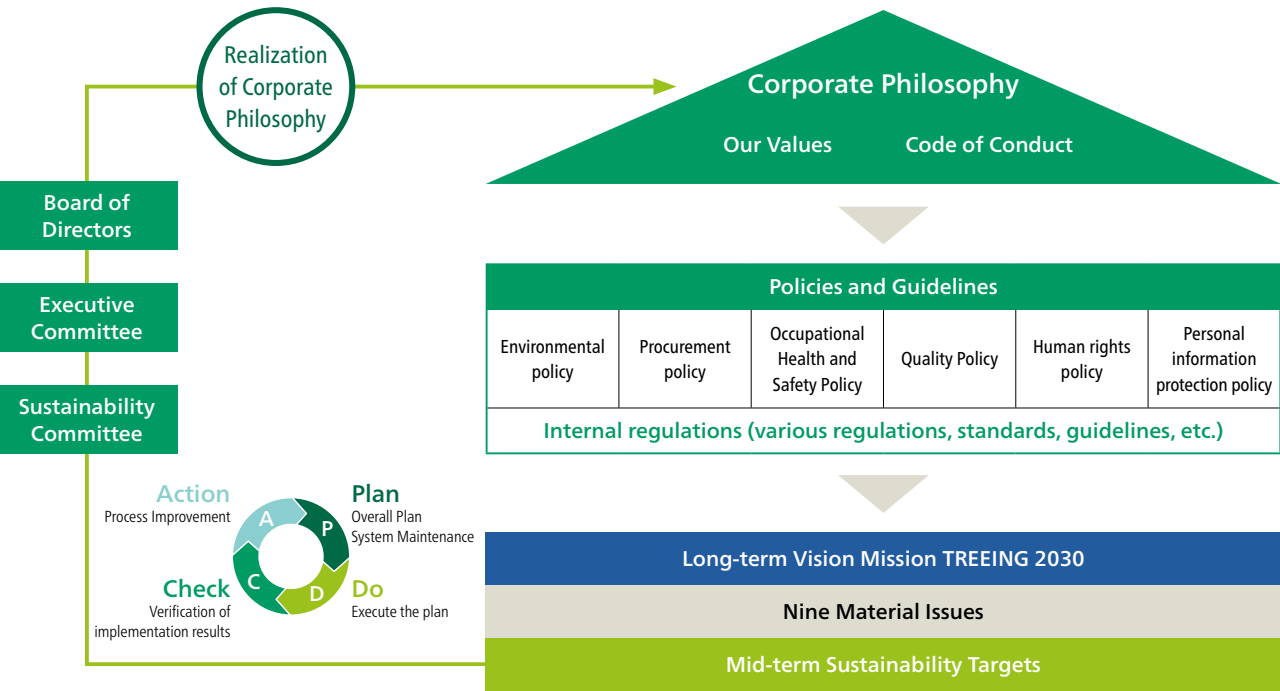 Realization
of Corporate
Philosophy
Corporate Philosophy
Our Values
Code of Conduct
Board of
Directors
Executive
Committee
Sustainability
Committee
Policies and Guidelines
Environmental
policy
Procurement
policy
Occupational
Health and
Safety Policy
Quality Policy
Human rights
policy
Personal
information
protection policy
Internal regulations (various regulations, standards, guidelines, etc.)
Action
Process Improvement
Plan
Overall Plan
System Maintenance
Check
Verification of
implementation results
Do
Execute the plan
A
P
C
D
Long-term Vision Mission TREEING 2030
Nine Material Issues
Mid-term Sustainability Targets